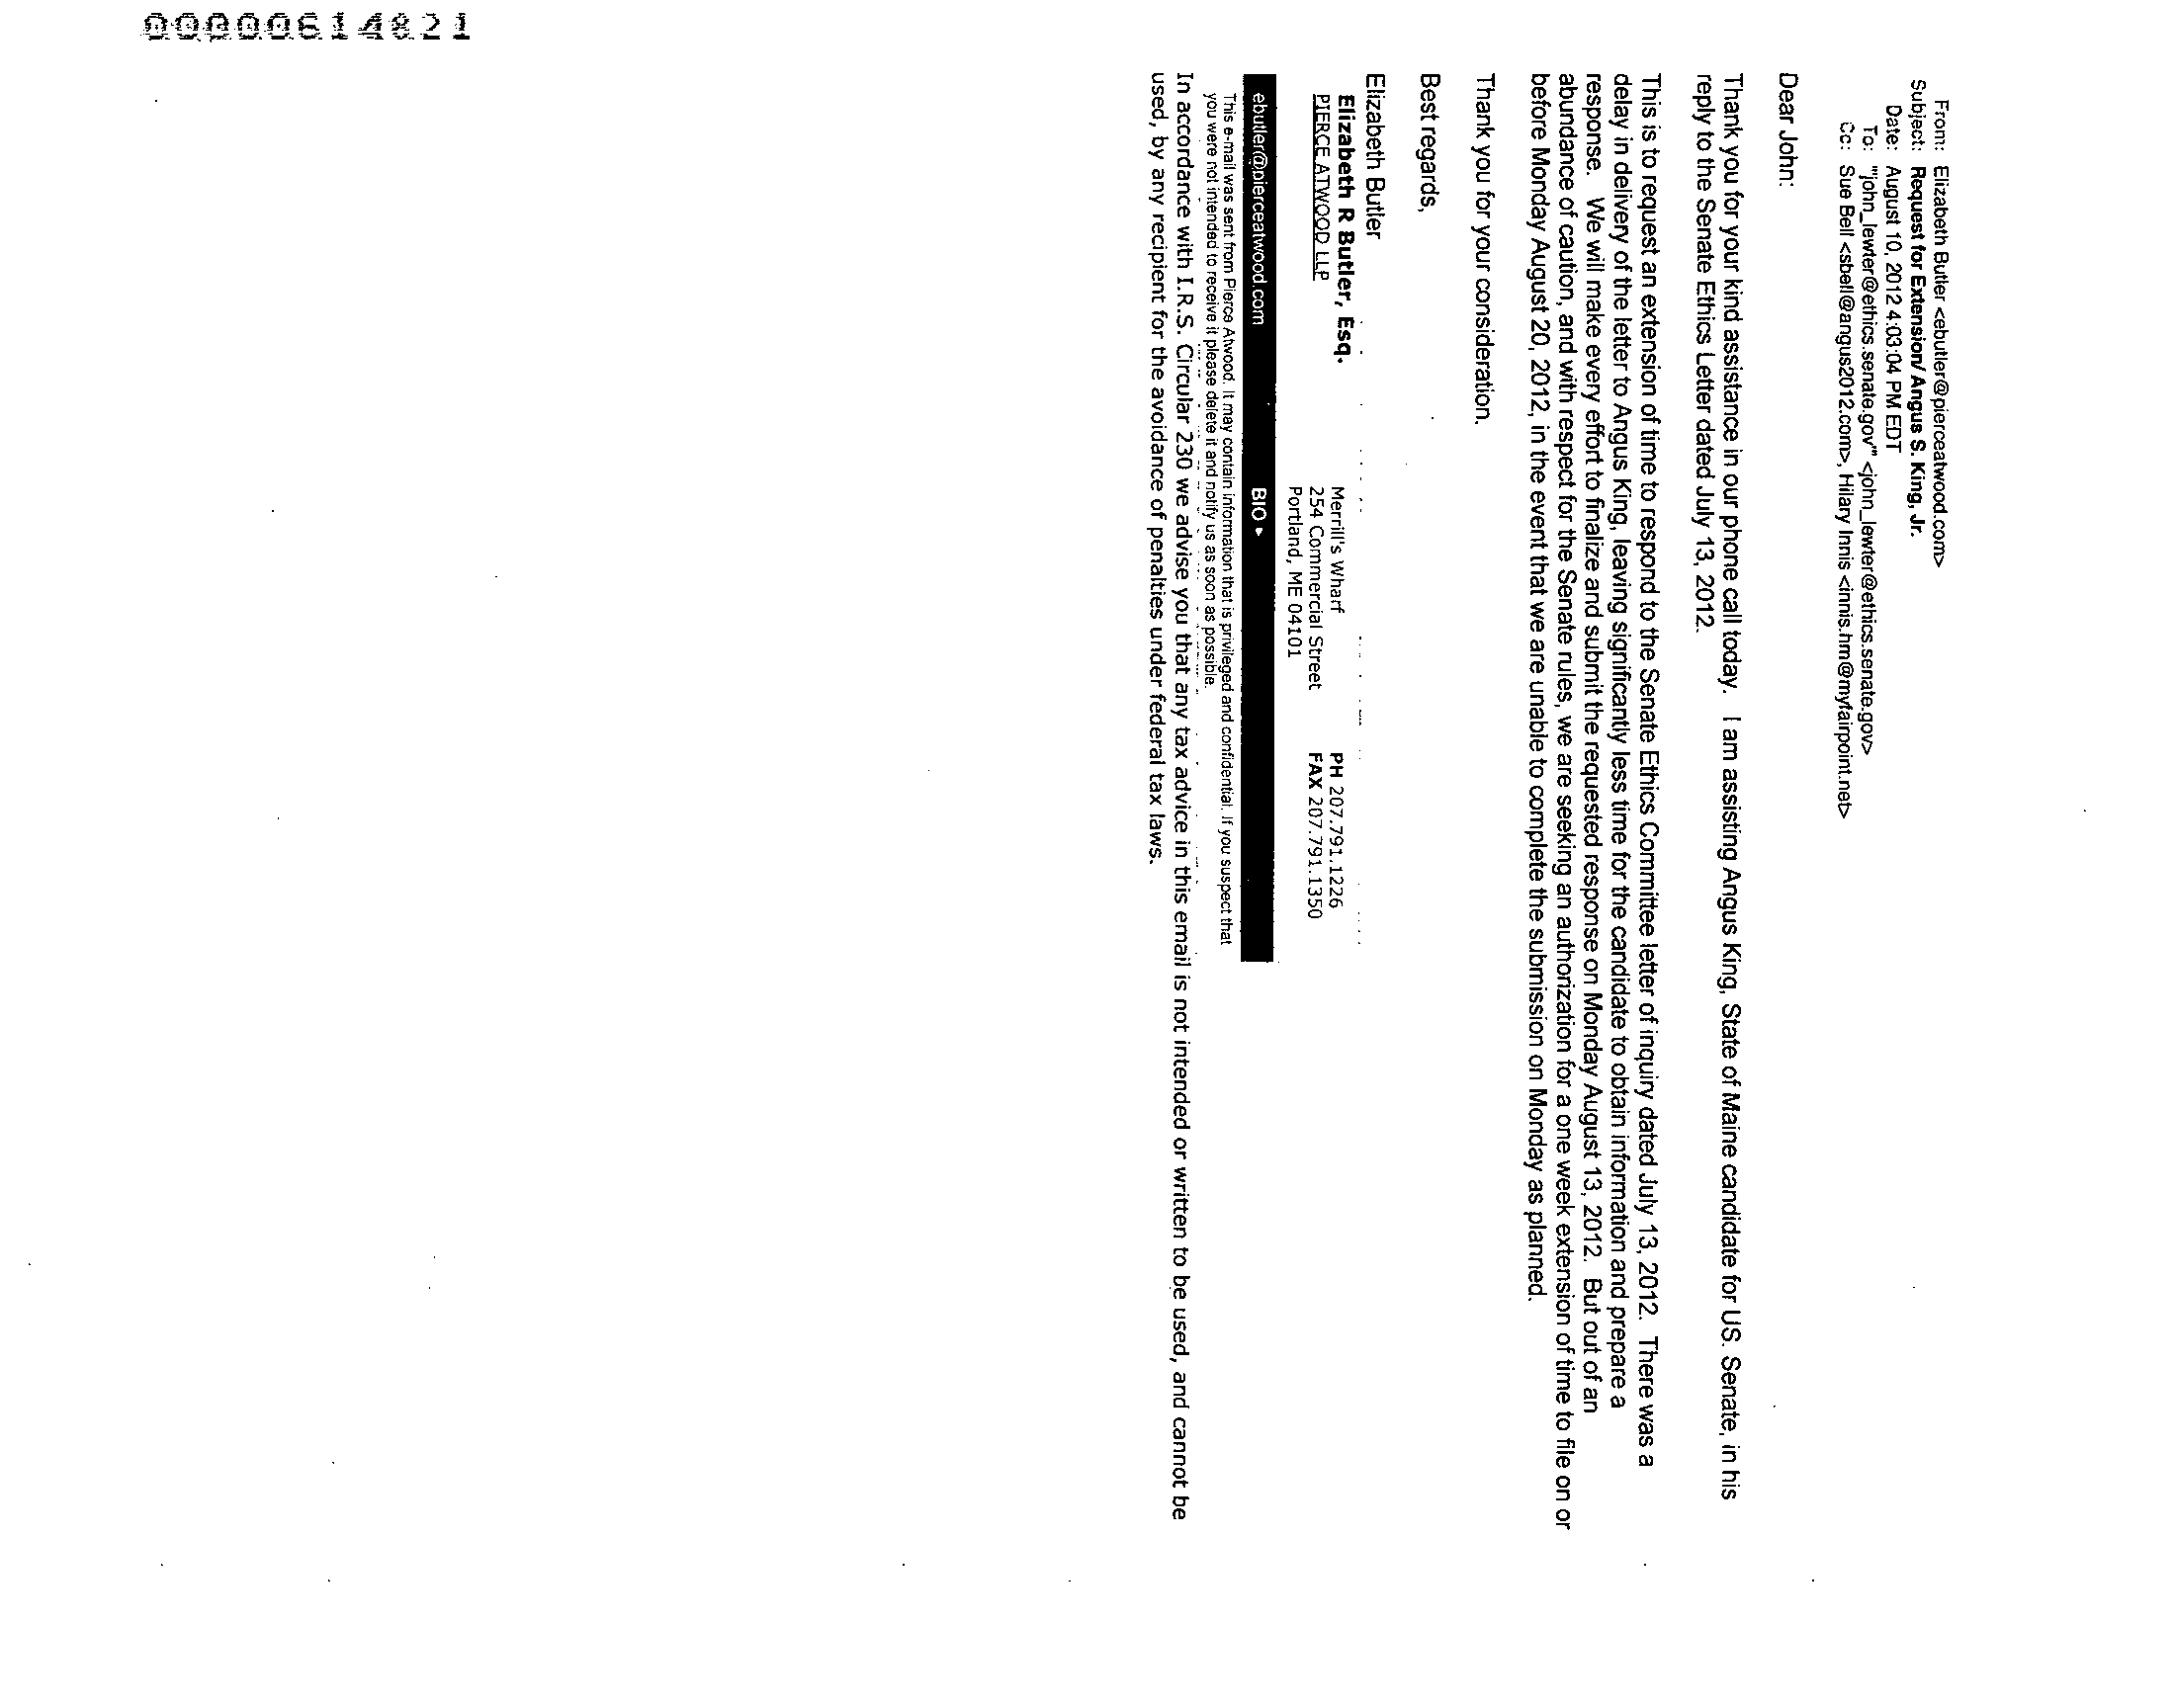 00000614821
From: Elizabeth Butler <ebutler@pierceatwood.com>
Subject: Request for Extension/ Angus S. King, Jr.
Date: August 10, 2012 4:03:04 PM EDT
To: "john_lewter@ethics.senate.gov" <john_lewter@ethics.senate.gov>
Cc: Sue Bell <sbell@angus2012.com>, Hilary Innis <innis.hm@myfairpoint.net>
Dear John:
Thank you for your kind assistance in our phone call today. I am assisting Angus King, State of Maine candidate for US. Senate, in his
reply to the Senate Ethics Letter dated July 13, 2012.
This is to request an extension of time to respond to the Senate Ethics Committee letter of inquiry dated July 13, 2012. There was a
delay in delivery of the letter to Angus King, leaving significantly less time for the candidate to obtain information and prepare a
response. We will make every effort to finalize and submit the requested response on Monday August 13, 2012. But out of an
abundance of caution, and with respect for the Senate rules, we are seeking an authorization for a one week extension of time to file on or
before Monday August 20, 2012, in the event that we are unable to complete the submission on Monday as planned.
Thank you for your consideration.
Best regards,
Elizabeth Butler
Elizabeth R Butler, Esq.
PIERCE ATWOOD LLP
Merrill's Wharf
254 Commercial Street
Portland, ME 04101
PH 207.791.1226
FAX 207.791.1350
ebutler@pierceatwood.com BIO ▸
This e-mail was sent from Pierce Atwood. It may contain information that is privileged and confidential. If you suspect that
you were not intended to receive it please delete it and notify us as soon as possible.
In accordance with I.R.S. Circular 230 we advise you that any tax advice in this email is not intended or written to be used, and cannot be
used, by any recipient for the avoidance of penalties under federal tax laws.